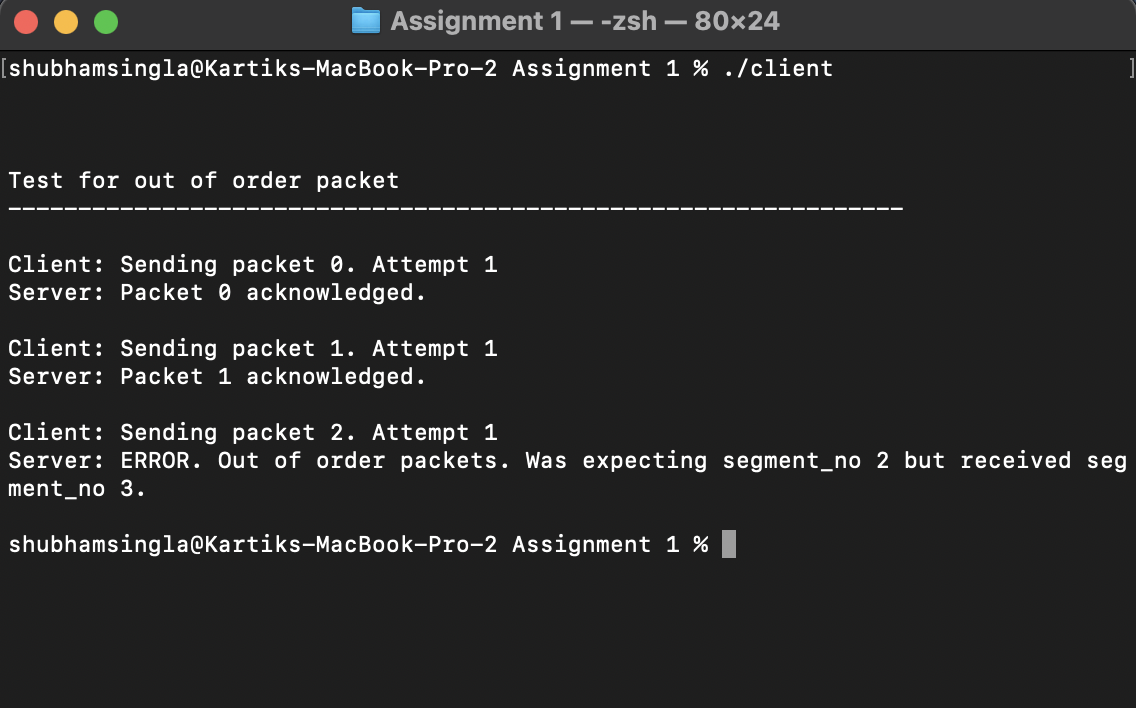 Assignment 1 — -zsh — 80×24
[shubhamsingla@Kartiks-MacBook-Pro-2 Assignment 1 % ./client ]
Test for out of order packet
----------------------------------------------------------------
Client: Sending packet 0. Attempt 1
Server: Packet 0 acknowledged.
Client: Sending packet 1. Attempt 1
Server: Packet 1 acknowledged.
Client: Sending packet 2. Attempt 1
Server: ERROR. Out of order packets. Was expecting segment_no 2 but received seg
ment_no 3.
shubhamsingla@Kartiks-MacBook-Pro-2 Assignment 1 %